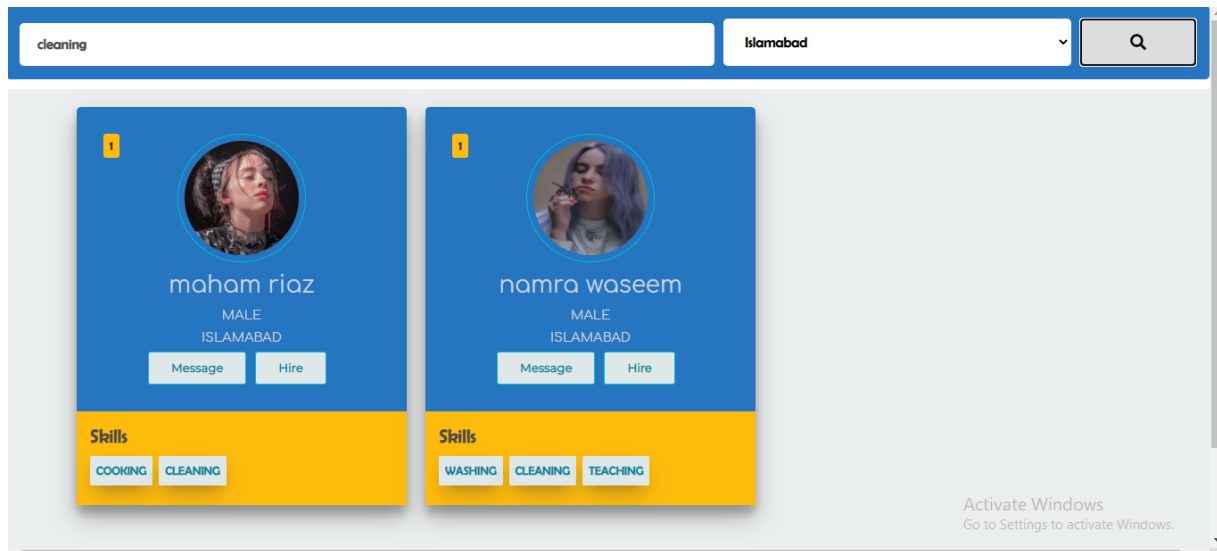 cleaning
Islamabad
1
maham riaz
MALE
ISLAMABAD
Message Hire
Skills
COOKING CLEANING
1
namra waseem
MALE
ISLAMABAD
Message Hire
Skills
WASHING CLEANING TEACHING
Activate Windows
Go to Settings to activate Windows.